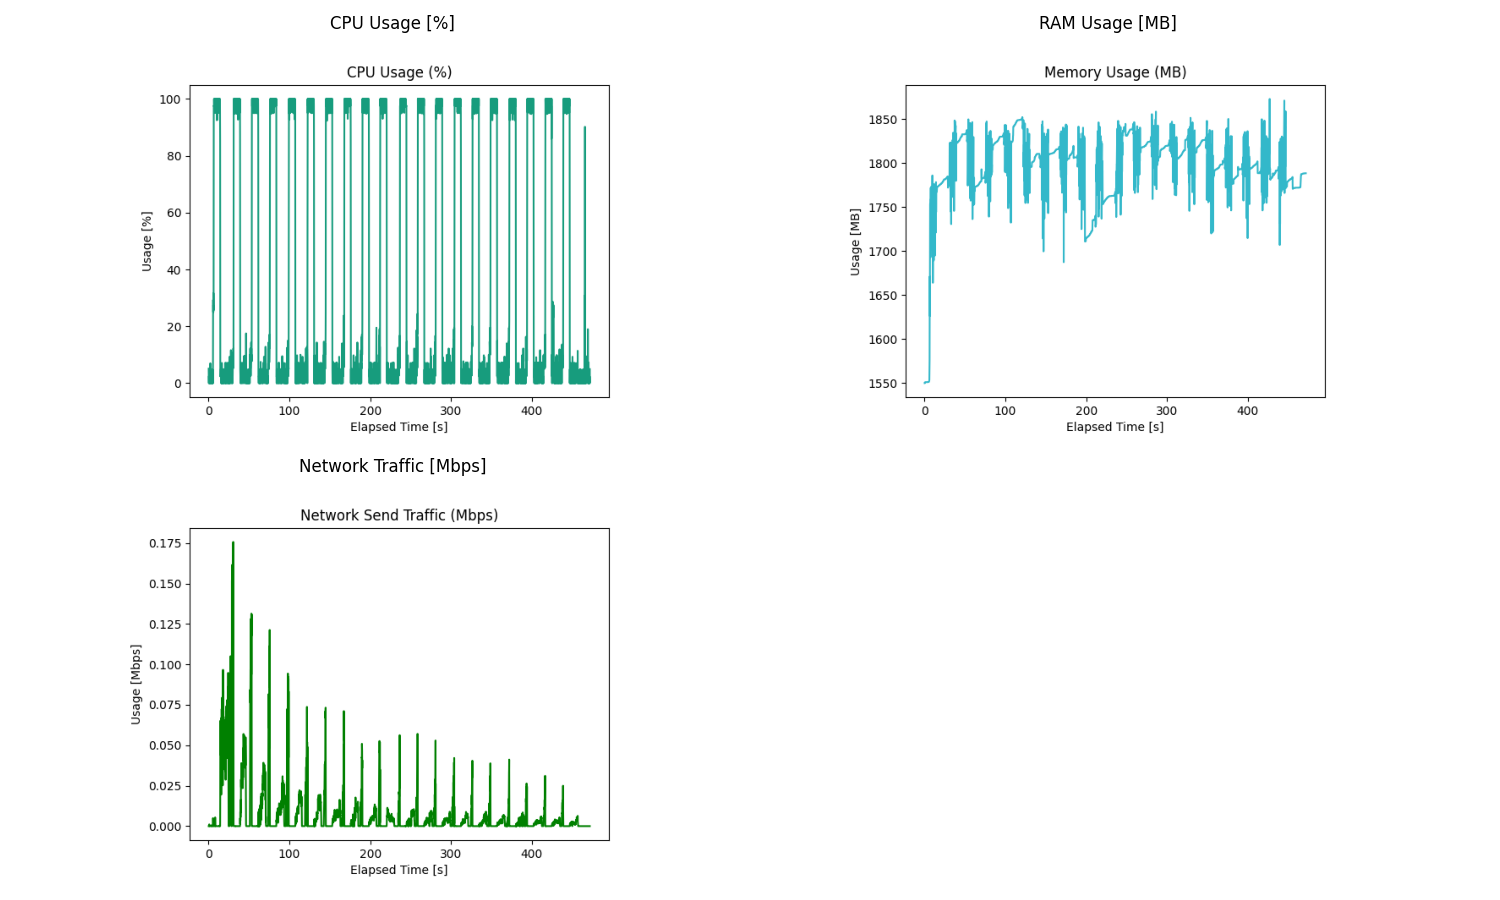 CPU Usage [%]
RAM Usage [MB]
CPU Usage (%)
Memory Usage (MB)
100
80
60
40
20
0
Usage [%]
0 100 200 300 400
Elapsed Time [s]
1850
1800
1750
1700
1650
1600
1550
Usage [MB]
0 100 200 300 400
Elapsed Time [s]
Network Traffic [Mbps]
Network Send Traffic (Mbps)
0.175
0.150
0.125
0.100
0.075
0.050
0.025
0.000
Usage [Mbps]
0 100 200 300 400
Elapsed Time [s]